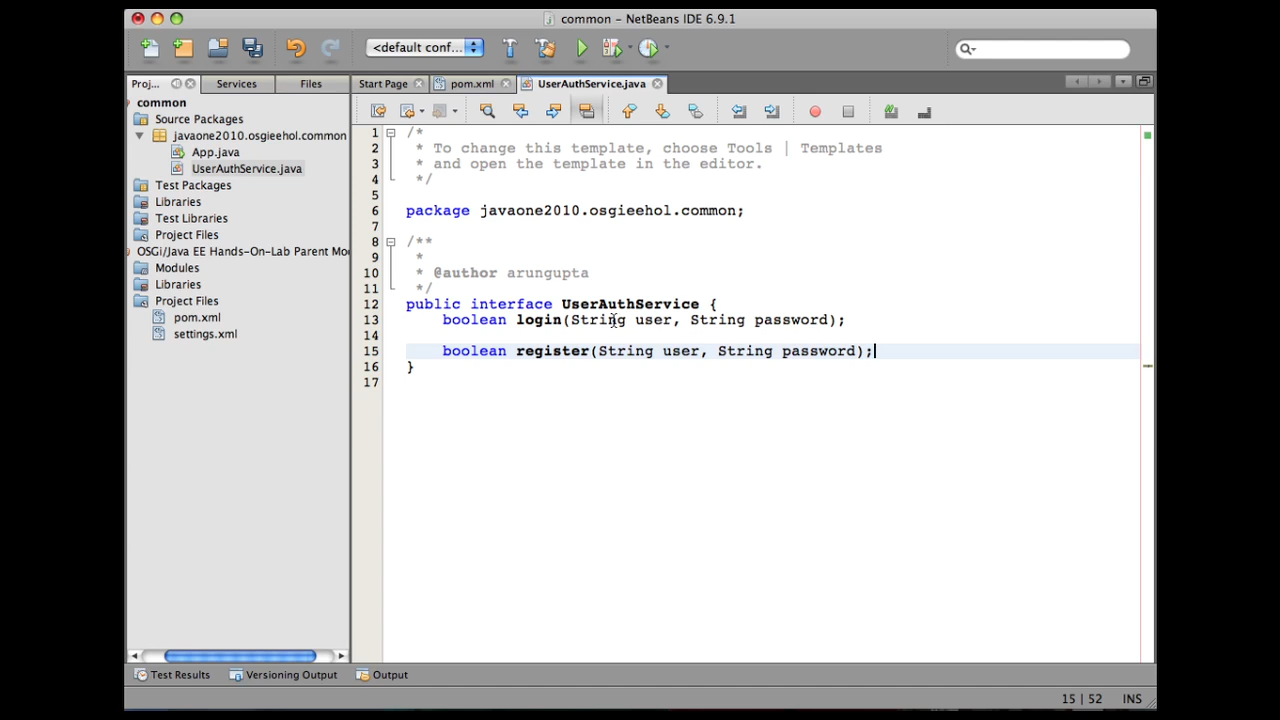 common – NetBeans IDE 6.9.1
<default conf...
Proj...
Services
Files
Start Page
pom.xml
UserAuthService.java
common
Source Packages
javaone2010.osgieehol.common
App.java
UserAuthService.java
Test Packages
Libraries
Test Libraries
Project Files
OSGi/Java EE Hands-On-Lab Parent Mo
Modules
Libraries
Project Files
pom.xml
settings.xml
1 /*
2  * To change this template, choose Tools | Templates
3  * and open the template in the editor.
4  */
5
6 package javaone2010.osgieehol.common;
7
8 /**
9  *
10  * @author arungupta
11  */
12 public interface UserAuthService {
13     boolean login(String user, String password);
14
15     boolean register(String user, String password);
16 }
17
Test Results
Versioning Output
Output
15 | 52
INS